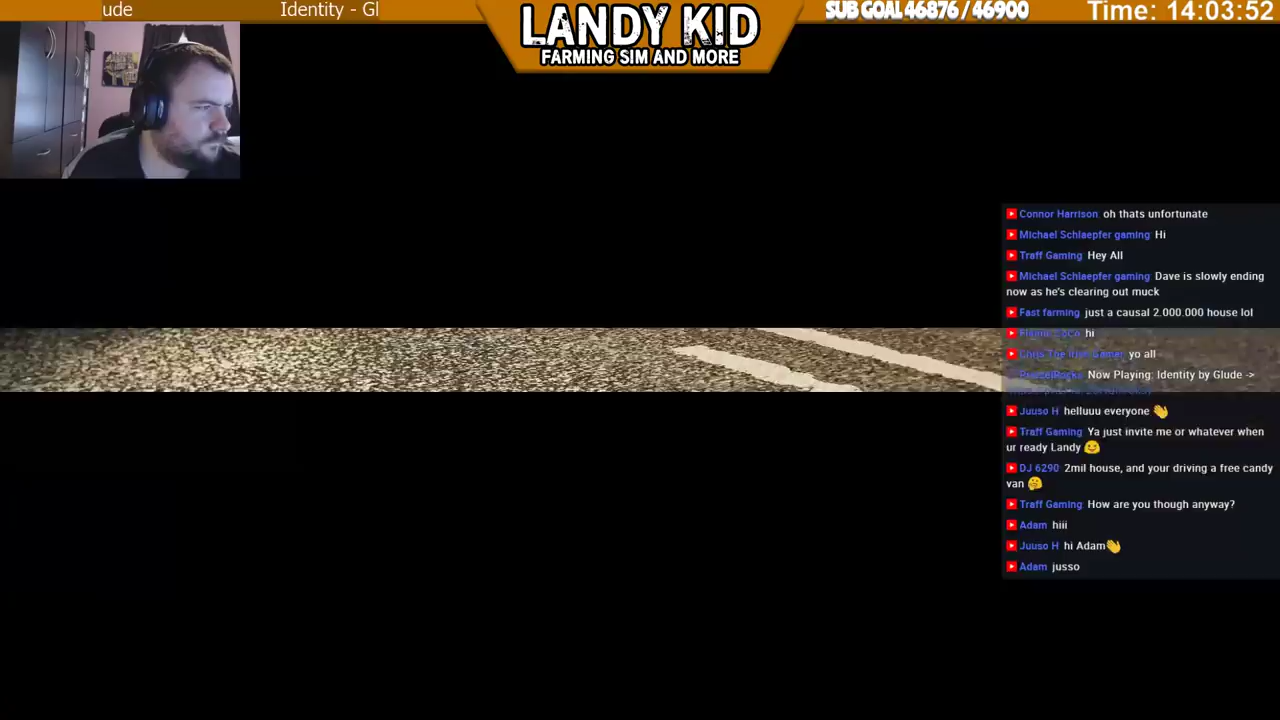 ude Identity - Gl
LANDY KID
FARMING SIM AND MORE
SUB GOAL 46876 / 46900
Time: 14:03:52
Connor Harrison oh thats unfortunate
Michael Schlaepfer gaming Hi
Traff Gaming Hey All
Michael Schlaepfer gaming Dave is slowly ending
now as he's clearing out muck
Fast farming just a causal 2.000.000 house lol
hi
Chris The Irish Gamer yo all
PretzelRocks Now Playing: Identity by Glude ->
Juuso H helluuu everyone 👋
Traff Gaming Ya just invite me or whatever when
ur ready Landy 😄
DJ 6290 2mil house, and your driving a free candy
van 🤔
Traff Gaming How are you though anyway?
Adam hiii
Juuso H hi Adam👋
Adam jusso